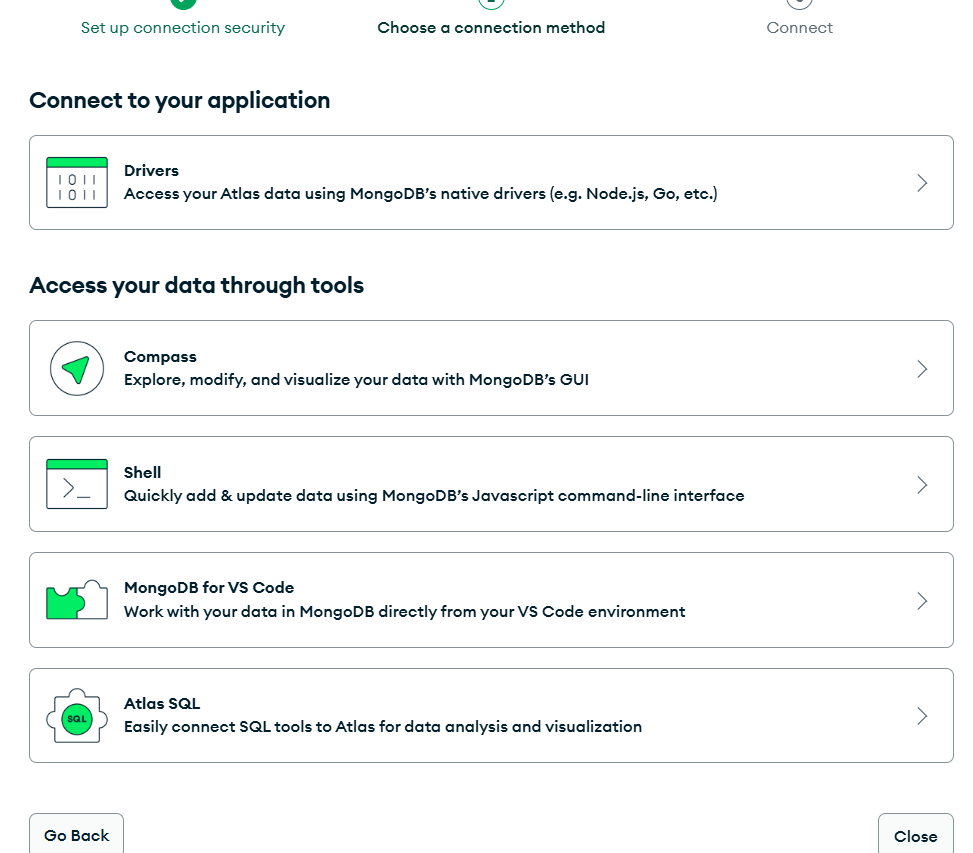 Set up connection security
Choose a connection method
Connect
Connect to your application
1011
1011
Drivers
Access your Atlas data using MongoDB’s native drivers (e.g. Node.js, Go, etc.)
Access your data through tools
Compass
Explore, modify, and visualize your data with MongoDB’s GUI
>_
Shell
Quickly add & update data using MongoDB’s Javascript command-line interface
MongoDB for VS Code
Work with your data in MongoDB directly from your VS Code environment
SQL
Atlas SQL
Easily connect SQL tools to Atlas for data analysis and visualization
Go Back
Close